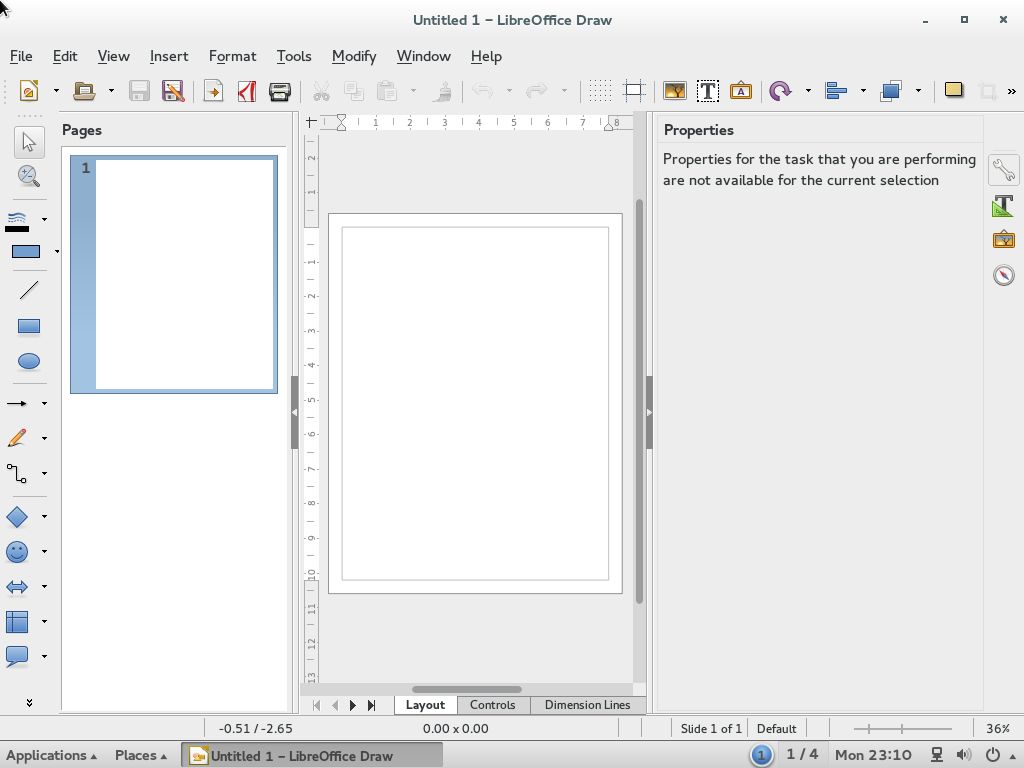 Untitled 1 – LibreOffice Draw
File Edit View Insert Format Tools Modify Window Help
Pages
1
1 2 3 4 5 6 7 8
2
1
1
2
3
4
5
6
7
8
9
10
11
12
13
Properties
Properties for the task that you are performing
are not available for the current selection
Layout Controls Dimension Lines
-0.51 / -2.65 0.00 x 0.00 Slide 1 of 1 Default 36%
Applications Places Untitled 1 – LibreOffice Draw 1 1 / 4 Mon 23:10